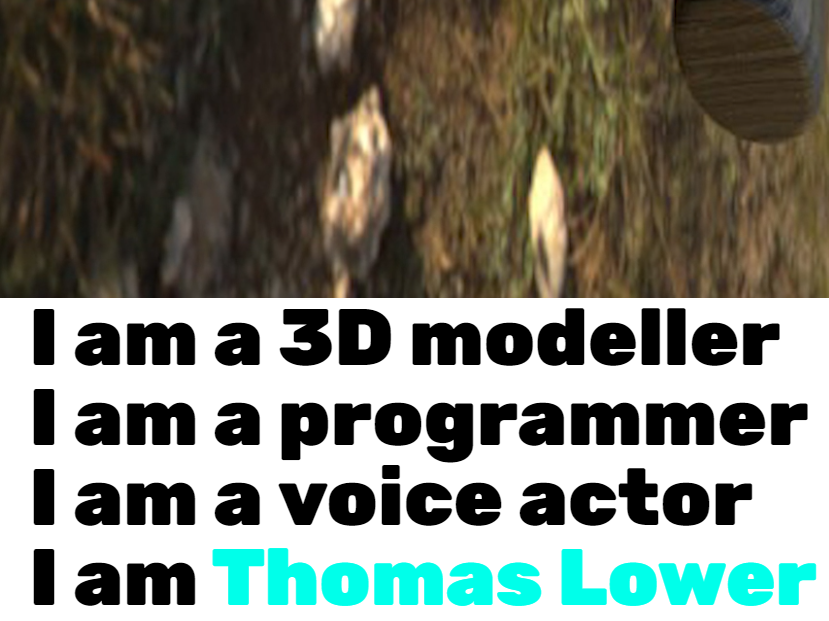 I am a 3D modeller
I am a programmer
I am a voice actor
I am Thomas Lower